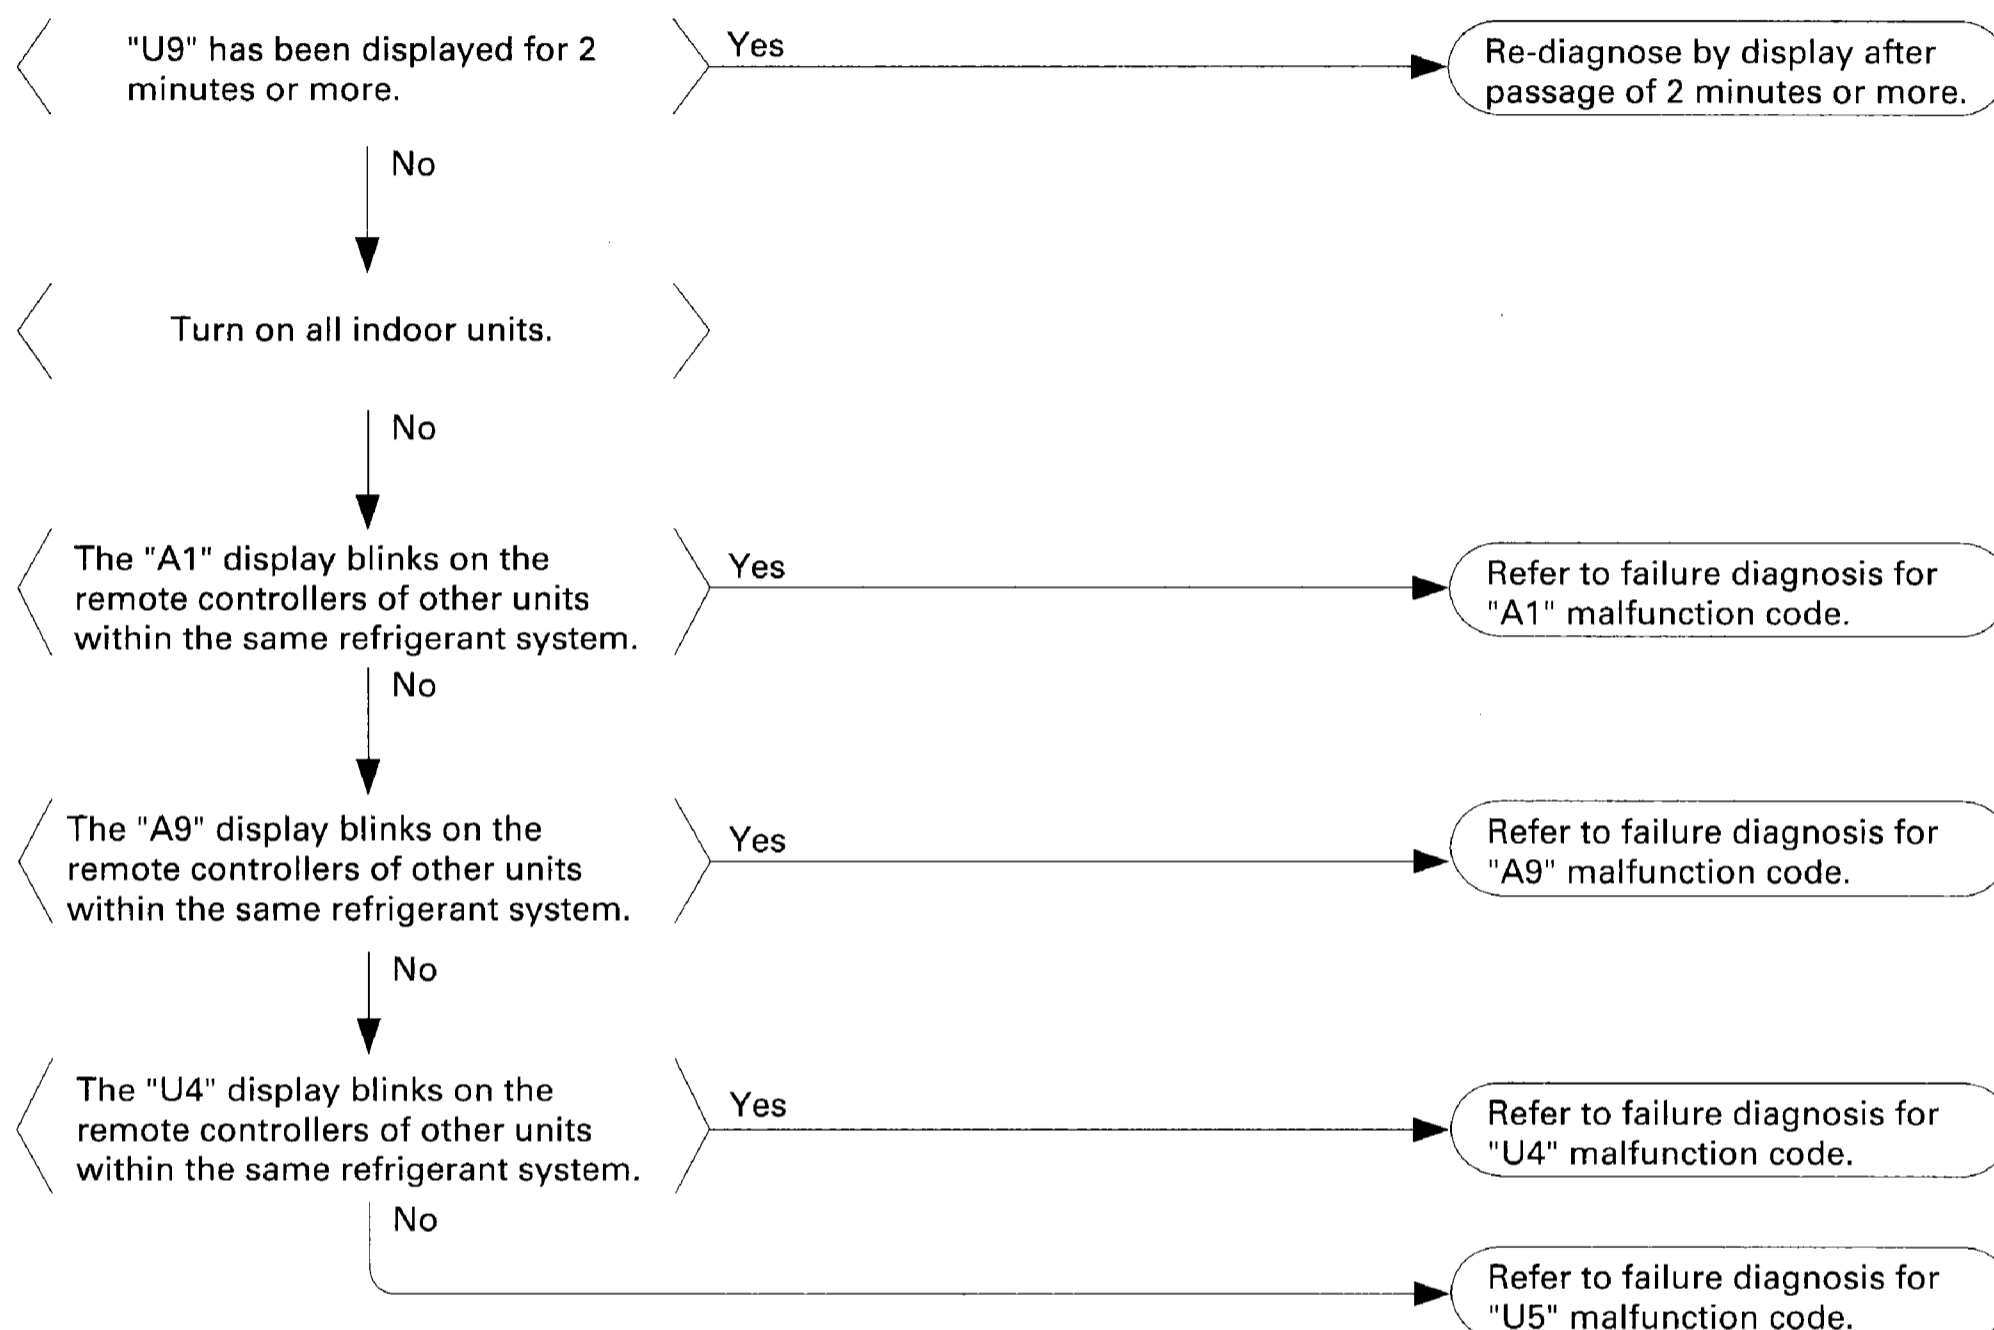 "U9" has been displayed for 2
minutes or more.
Yes
Re-diagnose by display after
passage of 2 minutes or more.
No
Turn on all indoor units.
No
The "A1" display blinks on the
remote controllers of other units
within the same refrigerant system.
Yes
Refer to failure diagnosis for
"A1" malfunction code.
No
The "A9" display blinks on the
remote controllers of other units
within the same refrigerant system.
Yes
Refer to failure diagnosis for
"A9" malfunction code.
No
The "U4" display blinks on the
remote controllers of other units
within the same refrigerant system.
Yes
Refer to failure diagnosis for
"U4" malfunction code.
No
Refer to failure diagnosis for
"U5" malfunction code.